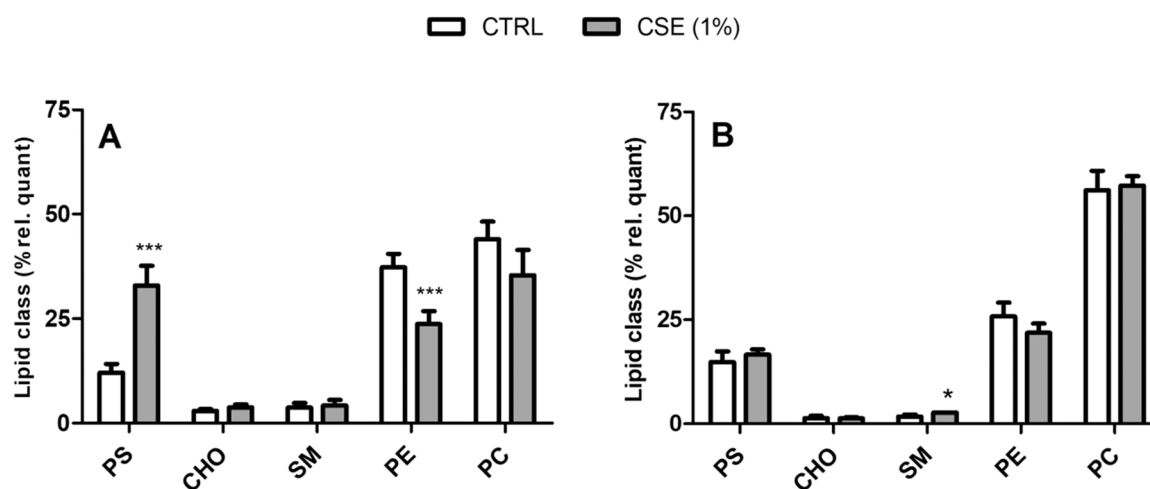 CTRL CSE (1%)
A
Lipid class (% rel. quant)
75
50
25
0
***
***
PS CHO SM PE PC
B
Lipid class (% rel. quant)
75
50
25
0
*
PS CHO SM PE PC